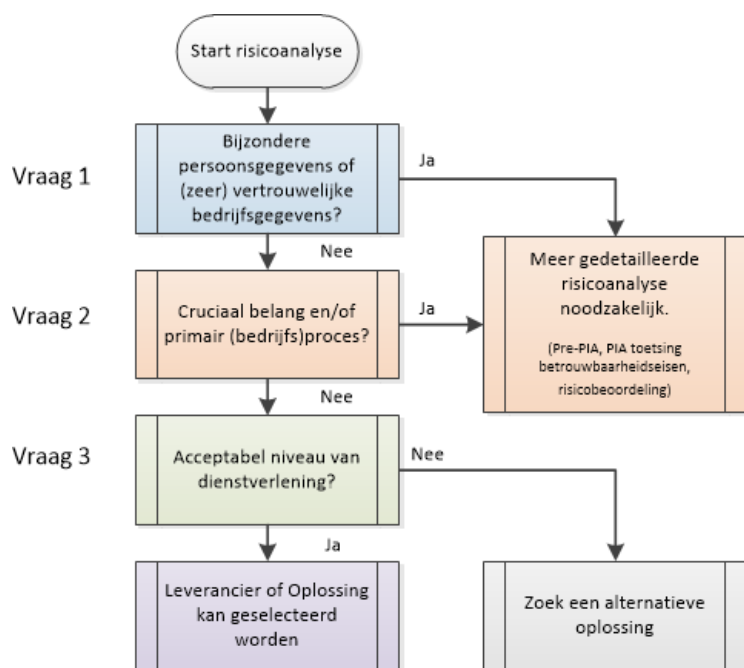 Start risicoanalyse
Vraag 1
Bijzondere
persoonsgegevens of
(zeer) vertrouwelijke
bedrijfsgegevens?
Ja
Nee
Meer gedetailleerde
risicoanalyse
noodzakelijk.
(Pre-PIA, PIA toetsing
betrouwbaarheidseisen,
risicobeoordeling)
Vraag 2
Cruciaal belang en/of
primair (bedrijfs)proces?
Ja
Nee
Vraag 3
Acceptabel niveau van
dienstverlening?
Nee
Ja
Leverancier of Oplossing
kan geselecteerd
worden
Zoek een alternatieve
oplossing